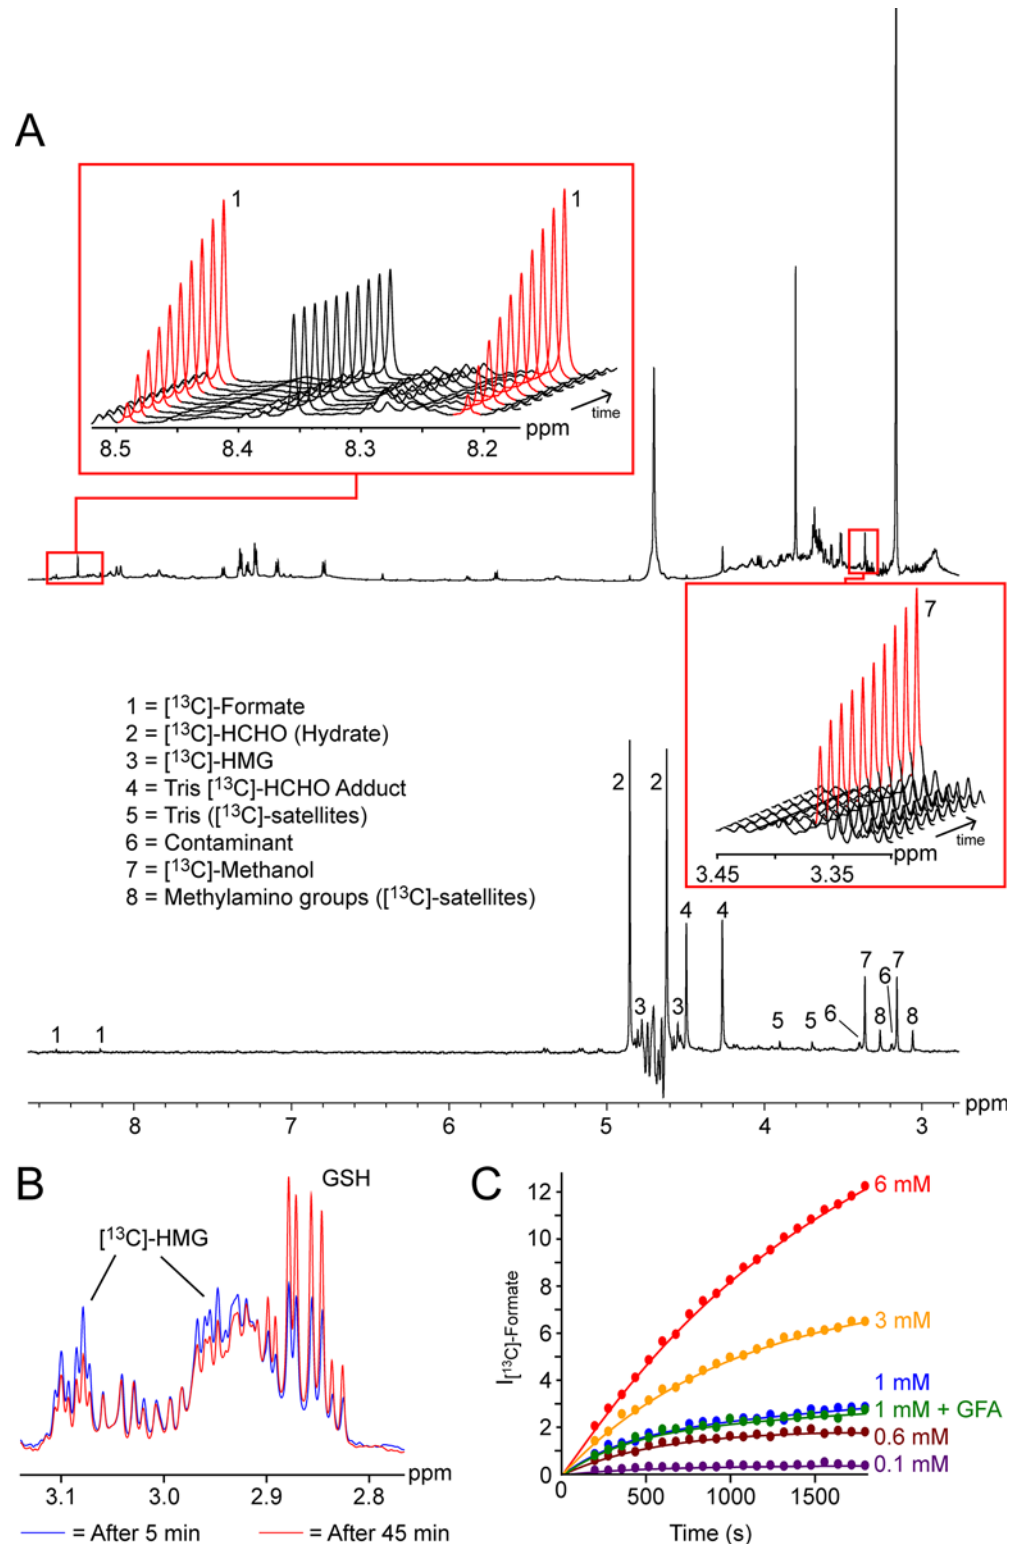 A
1
1
8.5
8.4
8.3
8.2
ppm
time
7
3.45
3.35
ppm
time
1 = [¹³C]-Formate
2 = [¹³C]-HCHO (Hydrate)
3 = [¹³C]-HMG
4 = Tris [¹³C]-HCHO Adduct
5 = Tris ([¹³C]-satellites)
6 = Contaminant
7 = [¹³C]-Methanol
8 = Methylamino groups ([¹³C]-satellites)
1 1 2 3 2 3 4 4 5 5 6 7 8 6 7 8
8 7 6 5 4 3 ppm
B
GSH
[¹³C]-HMG
3.1 3.0 2.9 2.8 ppm
= After 5 min
= After 45 min
C
I[¹³C]-Formate
12
10
8
6
4
2
0
6 mM
3 mM
1 mM
1 mM + GFA
0.6 mM
0.1 mM
0 500 1000 1500
Time (s)